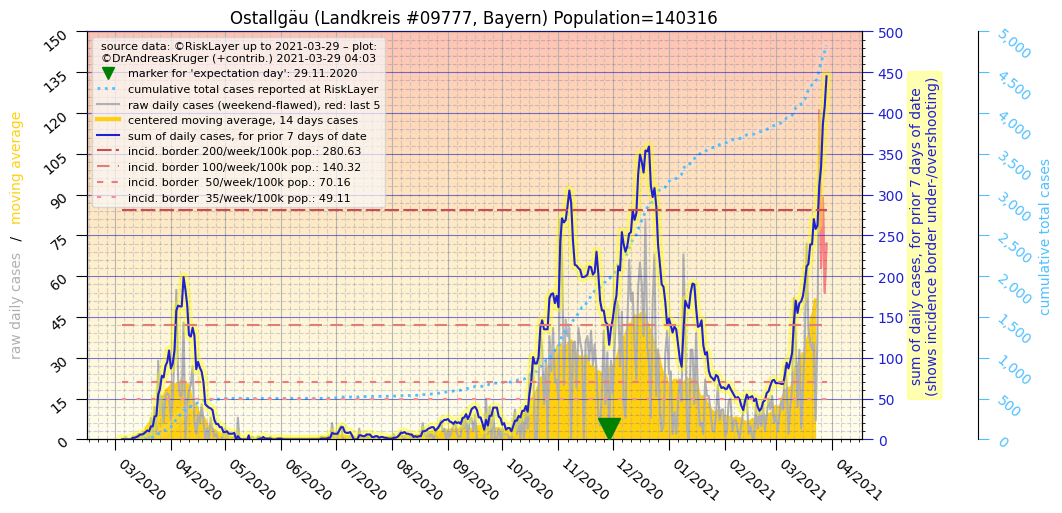 Ostallgäu (Landkreis #09777, Bayern) Population=140316
source data: ©RiskLayer up to 2021-03-29 – plot:
©DrAndreasKruger (+contrib.) 2021-03-29 04:03
marker for 'expectation day': 29.11.2020
cumulative total cases reported at RiskLayer
raw daily cases (weekend-flawed), red: last 5
centered moving average, 14 days cases
sum of daily cases, for prior 7 days of date
incid. border 200/week/100k pop.: 280.63
incid. border 100/week/100k pop.: 140.32
incid. border  50/week/100k pop.: 70.16
incid. border  35/week/100k pop.: 49.11
raw daily cases / moving average
150
135
120
105
90
75
60
45
30
15
0
03/2020
04/2020
05/2020
06/2020
07/2020
08/2020
09/2020
10/2020
11/2020
12/2020
01/2021
02/2021
03/2021
04/2021
500
450
400
350
300
250
200
150
100
50
0
sum of daily cases, for prior 7 days of date
(shows incidence border under-/overshooting)
5,000
4,500
4,000
3,500
3,000
2,500
2,000
1,500
1,000
500
0
cumulative total cases